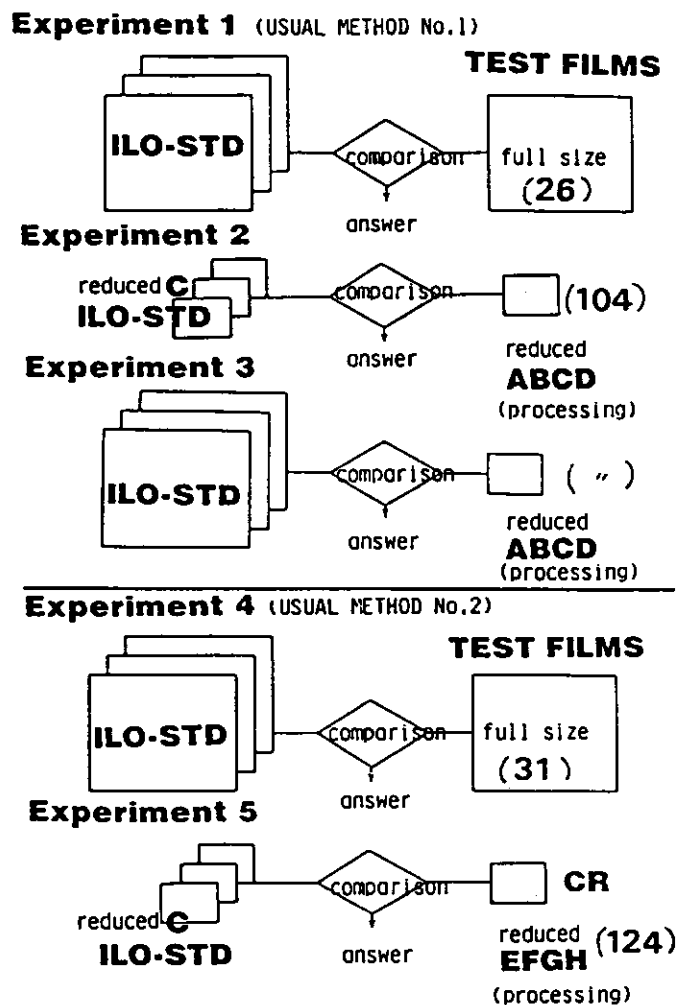 Experiment 1 (USUAL METHOD No.1)
TEST FILMS
ILO-STD
comparison
full size
(26)
answer
Experiment 2
reduced C
ILO-STD
comparison
(104)
answer
reduced
ABCD
(processing)
Experiment 3
ILO-STD
comparison
( 〃 )
answer
reduced
ABCD
(processing)
Experiment 4 (USUAL METHOD No.2)
TEST FILMS
ILO-STD
comparison
full size
(31)
answer
Experiment 5
reduced C
ILO-STD
comparison
CR
answer
reduced (124)
EFGH
(processing)